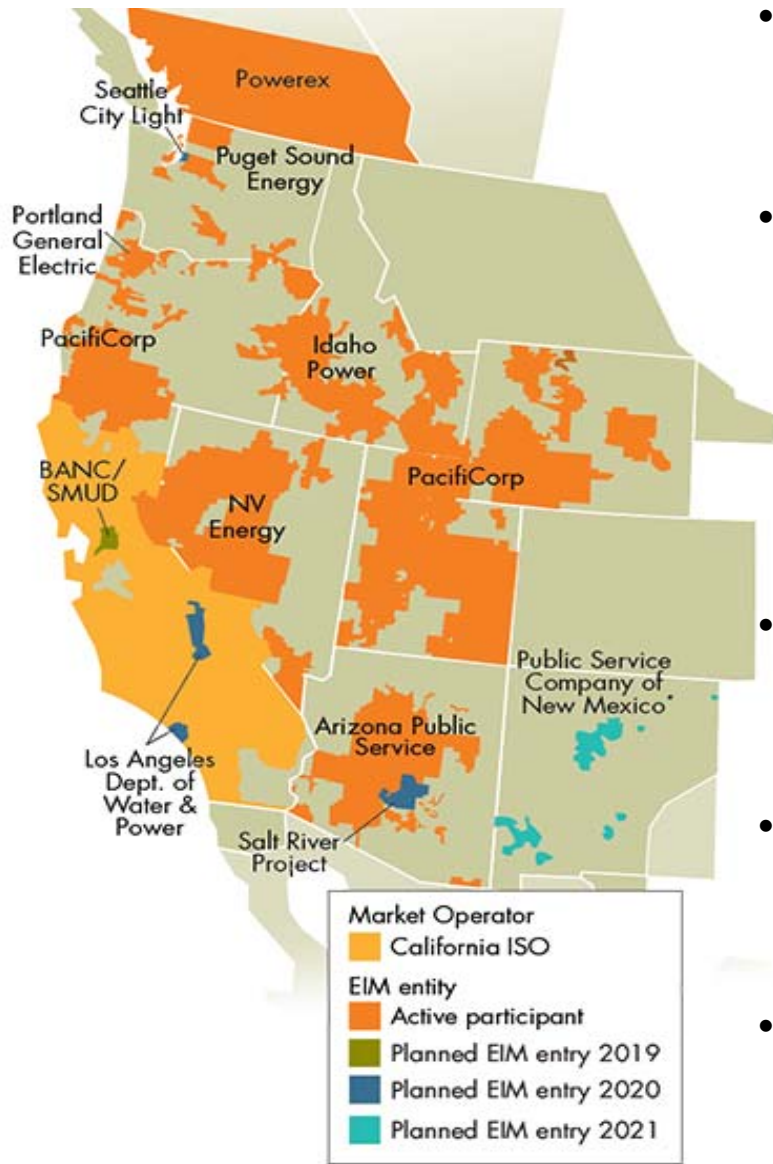 Powerex
Seattle
City Light
Puget Sound
Energy
Portland
General
Electric
PacifiCorp
Idaho
Power
BANC/
SMUD
NV
Energy
PacifiCorp
Public Service
Company of
New Mexico*
Arizona Public
Service
Los Angeles
Dept. of
Water &
Power
Salt River
Project
Market Operator
California ISO
EIM entity
Active participant
Planned EIM entry 2019
Planned EIM entry 2020
Planned EIM entry 2021